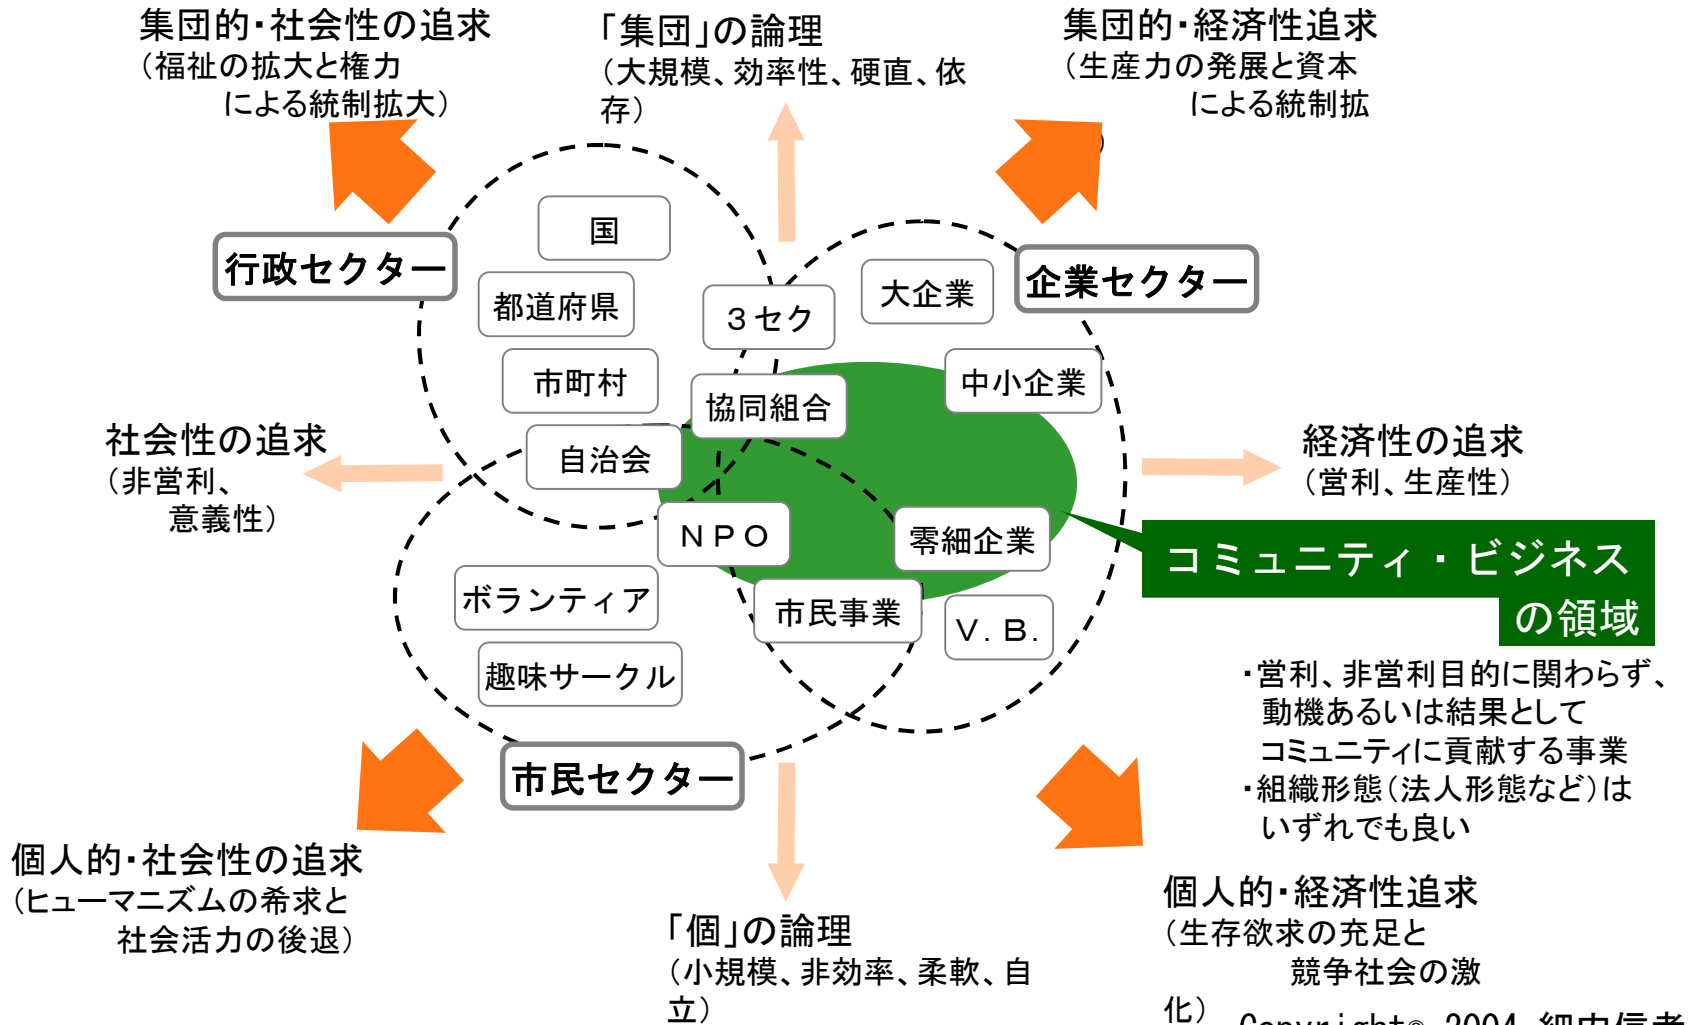 集団的・社会性の追求
（福祉の拡大と権力
による統制拡大）
「集団」の論理
（大規模、効率性、硬直、依
存）
集団的・経済性追求
（生産力の発展と資本
による統制拡
）
行政セクター
企業セクター
国
都道府県
市町村
自治会
３セク
協同組合
大企業
中小企業
社会性の追求
（非営利、
意義性）
経済性の追求
（営利、生産性）
ＮＰＯ
零細企業
ボランティア
市民事業
Ｖ．Ｂ．
趣味サークル
市民セクター
コミュニティ・ビジネス
の領域
・営利、非営利目的に関わらず、
動機あるいは結果として
コミュニティに貢献する事業
・組織形態（法人形態など）は
いずれでも良い
個人的・社会性の追求
（ヒューマニズムの希求と
社会活力の後退）
「個」の論理
（小規模、非効率、柔軟、自
立）
個人的・経済性追求
（生存欲求の充足と
競争社会の激
化）
Copyright© 2004 細内信孝